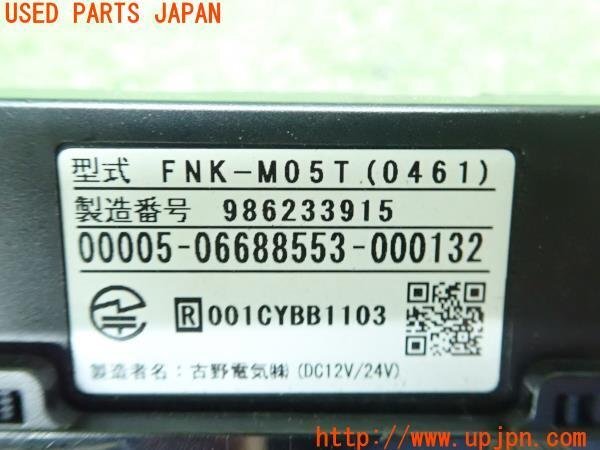 USED PARTS JAPAN
型式 FNK-M05T(0461)
製造番号 986233915
00005-06688553-000132
R 001CYBB1103
製造者名：古野電気㈱(DC12V/24V)
http://www.upjpn.com/